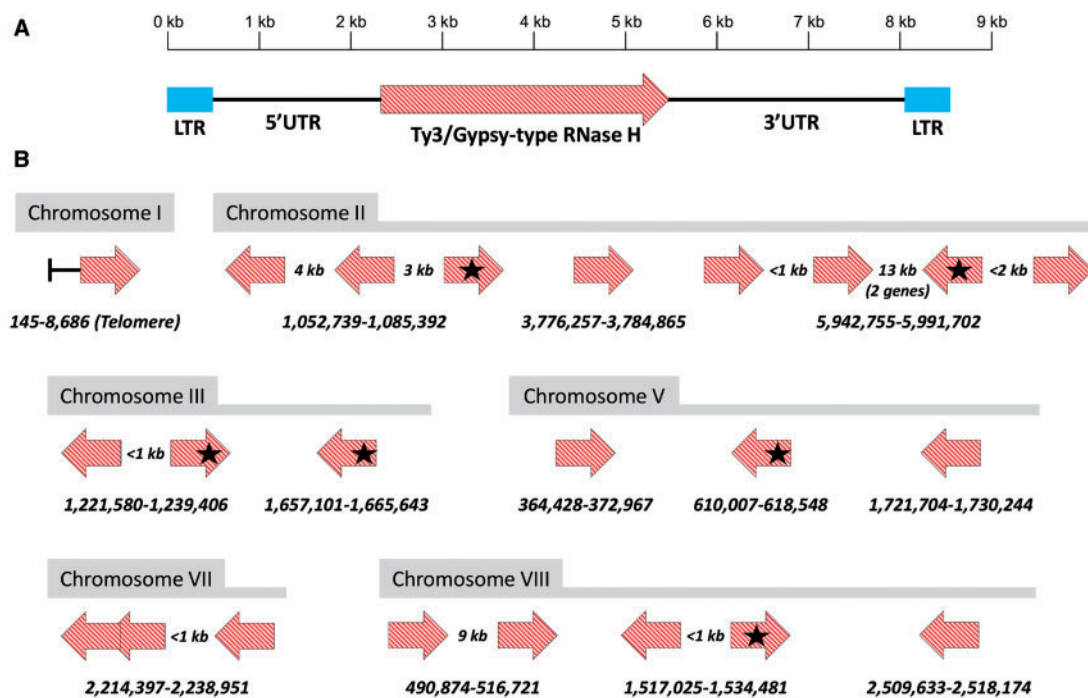 A
0 kb 1 kb 2 kb 3 kb 4 kb 5 kb 6 kb 7 kb 8 kb 9 kb
LTR 5'UTR Ty3/Gypsy-type RNase H 3'UTR LTR
B
Chromosome I Chromosome II
4 kb 3 kb <1 kb 13 kb <2 kb
(2 genes)
145-8,686 (Telomere) 1,052,739-1,085,392 3,776,257-3,784,865 5,942,755-5,991,702
Chromosome III Chromosome V
<1 kb
1,221,580-1,239,406 1,657,101-1,665,643 364,428-372,967 610,007-618,548 1,721,704-1,730,244
Chromosome VII Chromosome VIII
<1 kb 9 kb <1 kb
2,214,397-2,238,951 490,874-516,721 1,517,025-1,534,481 2,509,633-2,518,174